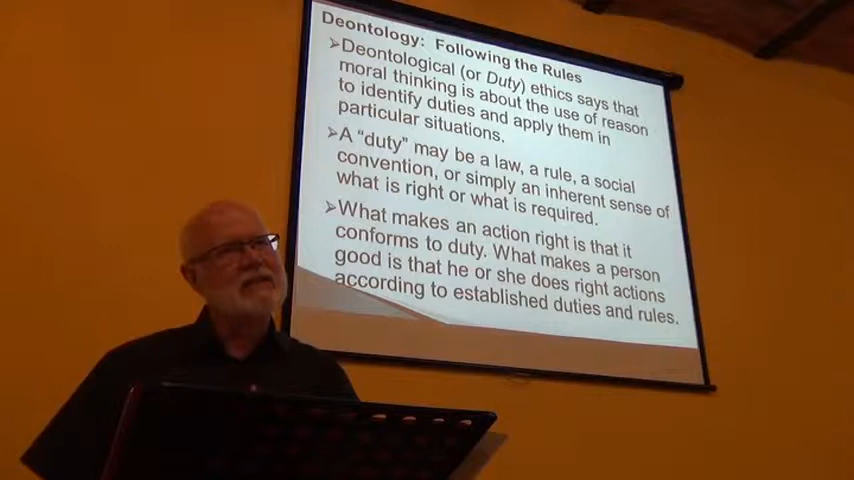 Deontology: Following the Rules
➢Deontological (or Duty) ethics says that
moral thinking is about the use of reason
to identify duties and apply them in
particular situations.
➢A “duty” may be a law, a rule, a social
convention, or simply an inherent sense of
what is right or what is required.
➢What makes an action right is that it
conforms to duty. What makes a person
good is that he or she does right actions
according to established duties and rules.